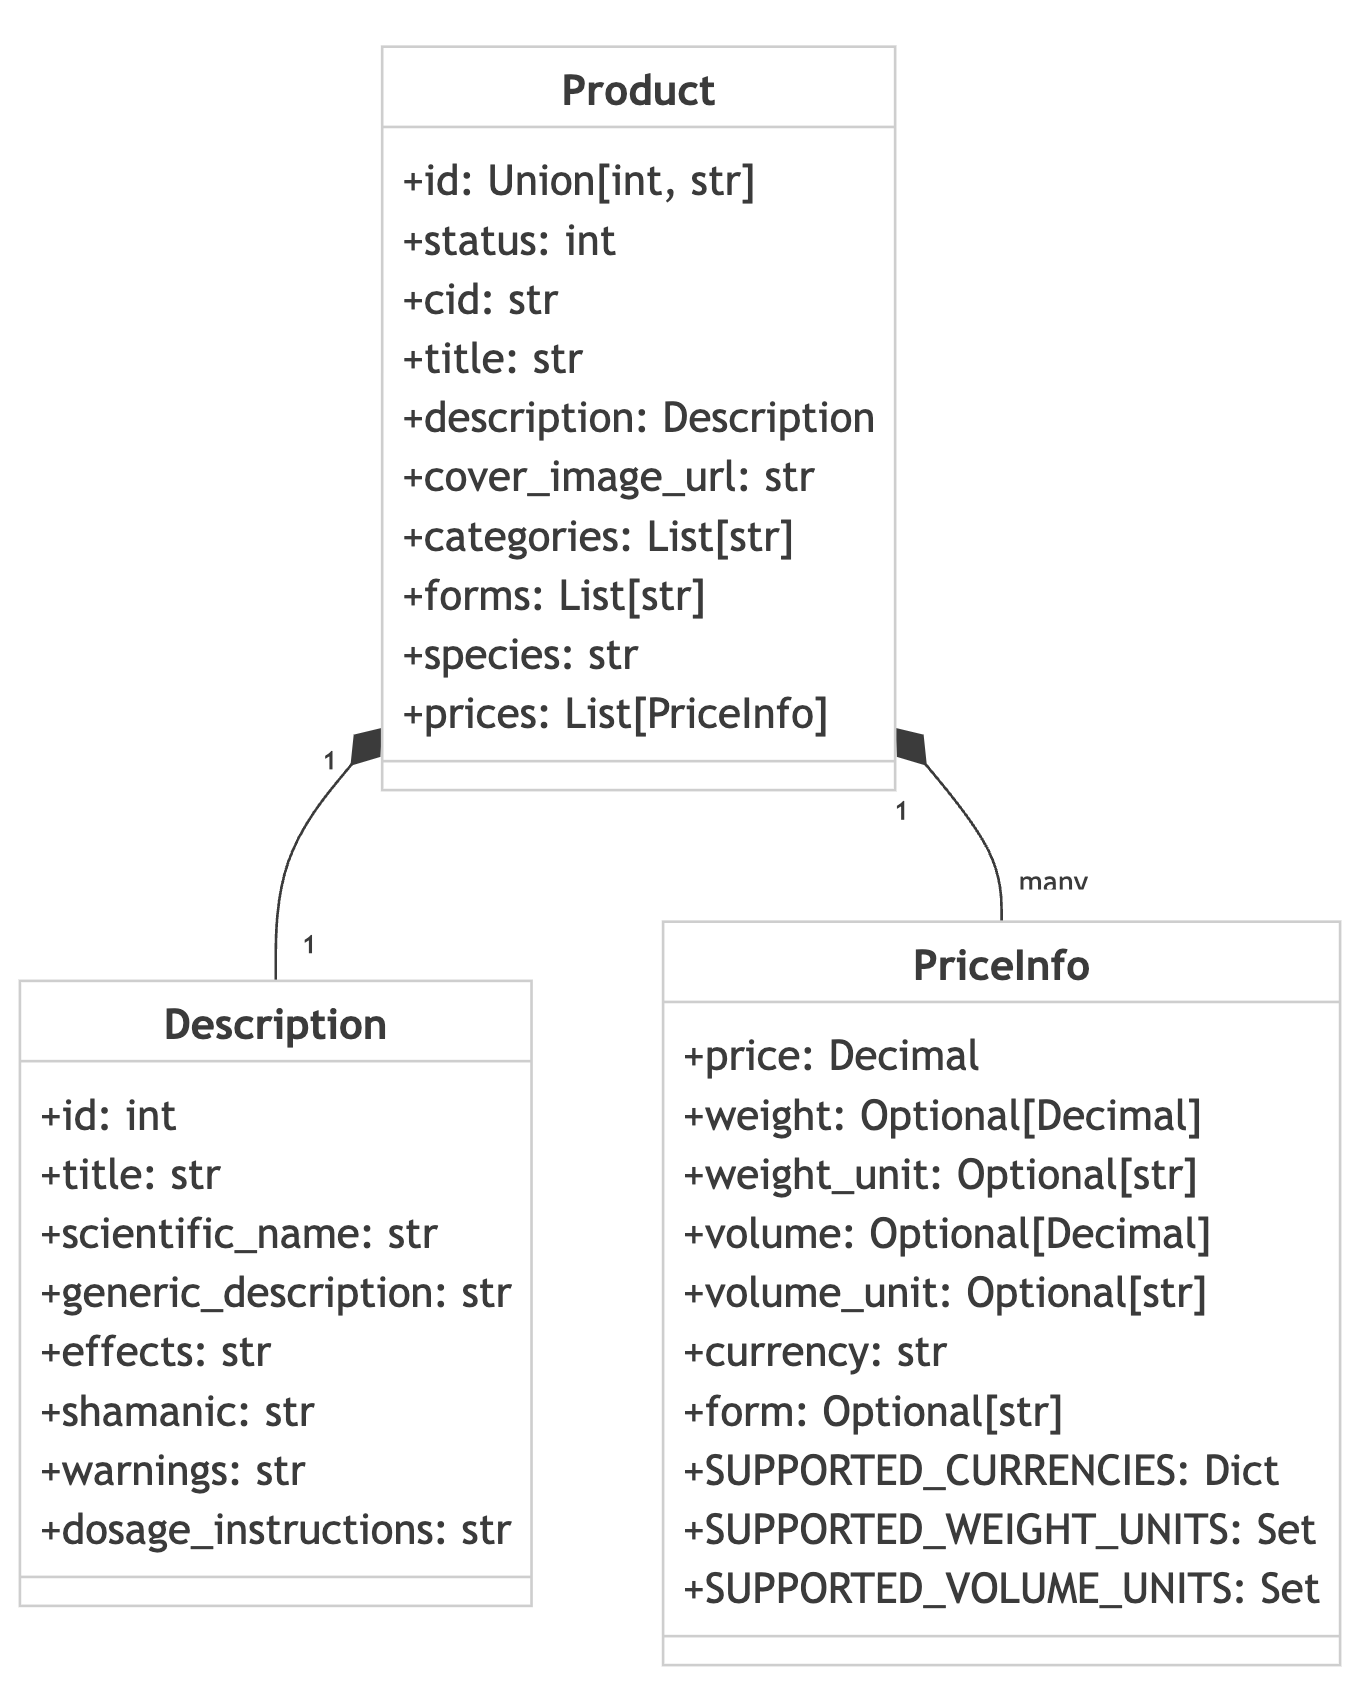 Product
+id: Union[int, str]
+status: int
+cid: str
+title: str
+description: Description
+cover_image_url: str
+categories: List[str]
+forms: List[str]
+species: str
+prices: List[PriceInfo]
1
1
many
1
Description
+id: int
+title: str
+scientific_name: str
+generic_description: str
+effects: str
+shamanic: str
+warnings: str
+dosage_instructions: str
PriceInfo
+price: Decimal
+weight: Optional[Decimal]
+weight_unit: Optional[str]
+volume: Optional[Decimal]
+volume_unit: Optional[str]
+currency: str
+form: Optional[str]
+SUPPORTED_CURRENCIES: Dict
+SUPPORTED_WEIGHT_UNITS: Set
+SUPPORTED_VOLUME_UNITS: Set